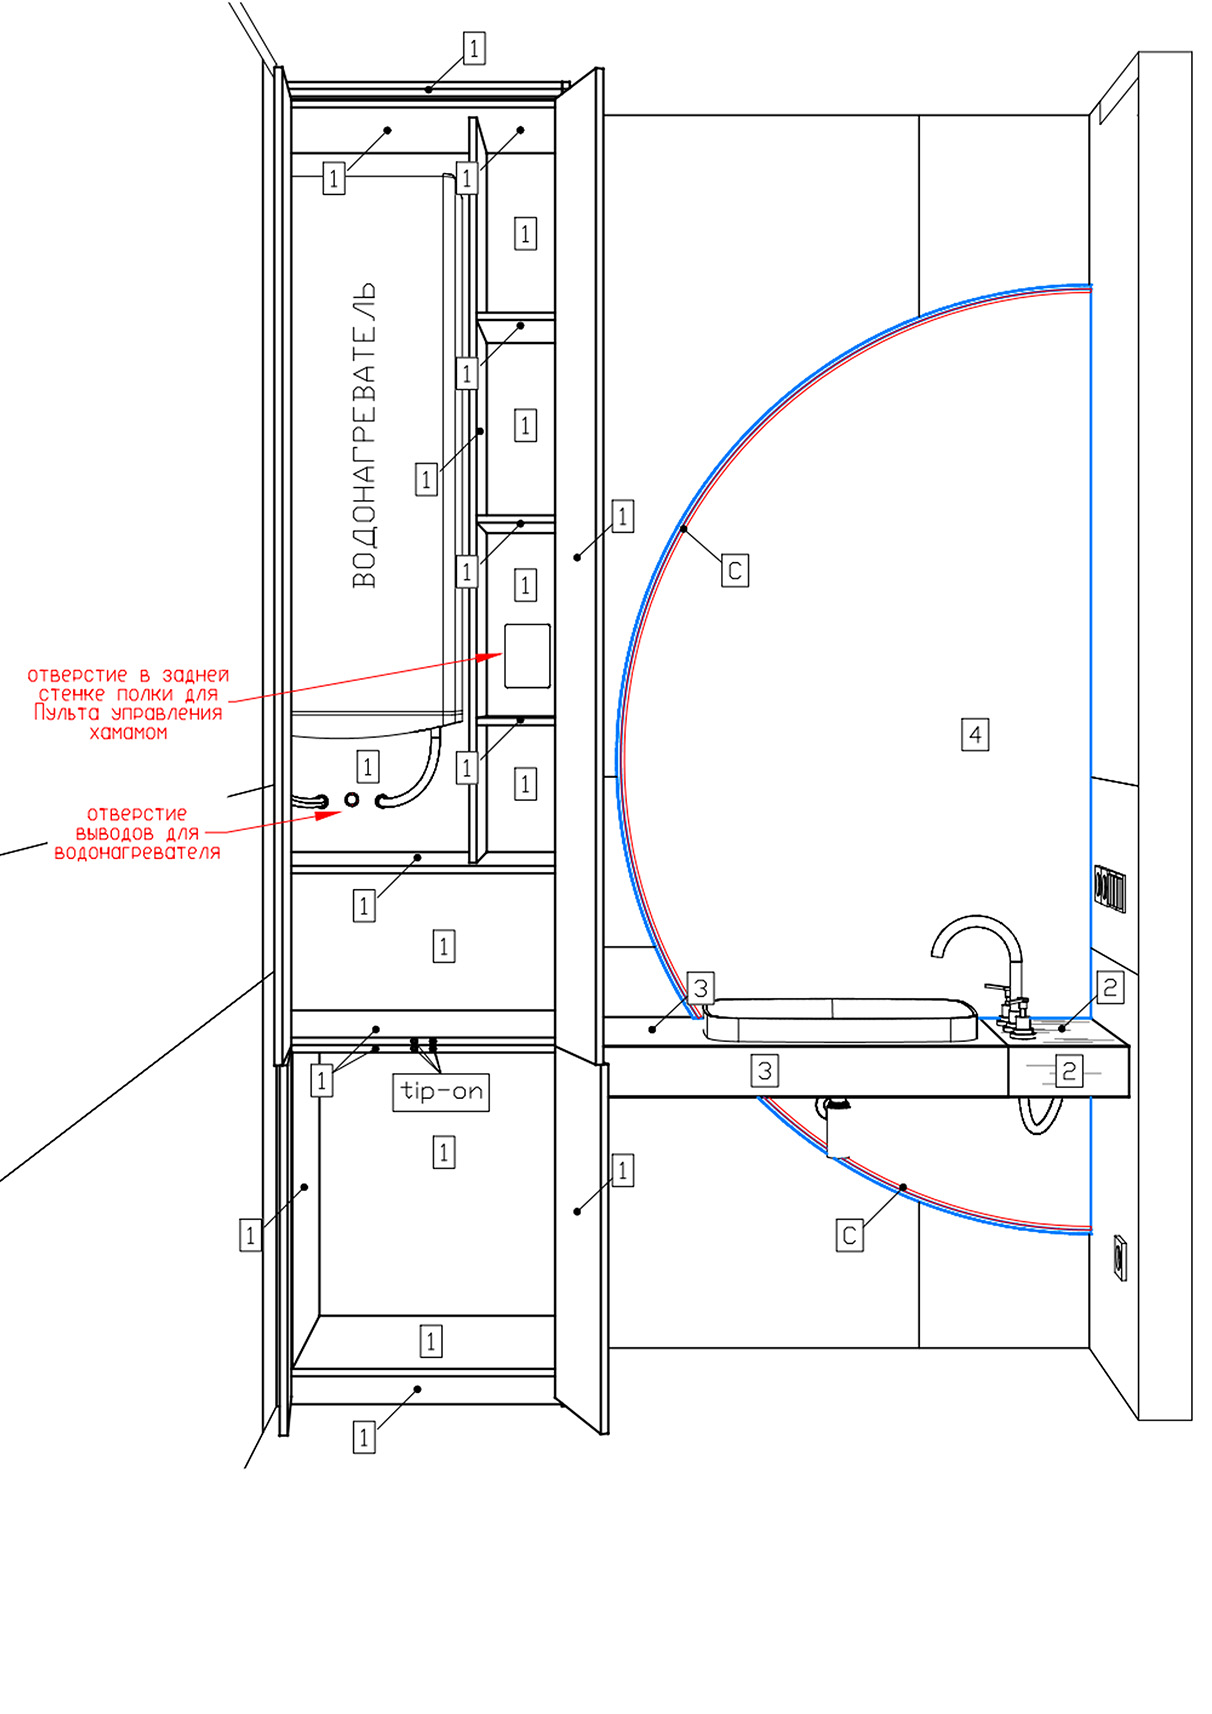 1
1
1
1
ВОДОНАГРЕВАТЕЛЬ
1
1
1
1
C
1
1
отверстие в задней
стенке полки для
Пульта управления
хамамом
4
1
1
1
отверстие
выводов для
водонагревателя
1
1
3
2
1
tip-on
3
2
1
1
1
C
1
1